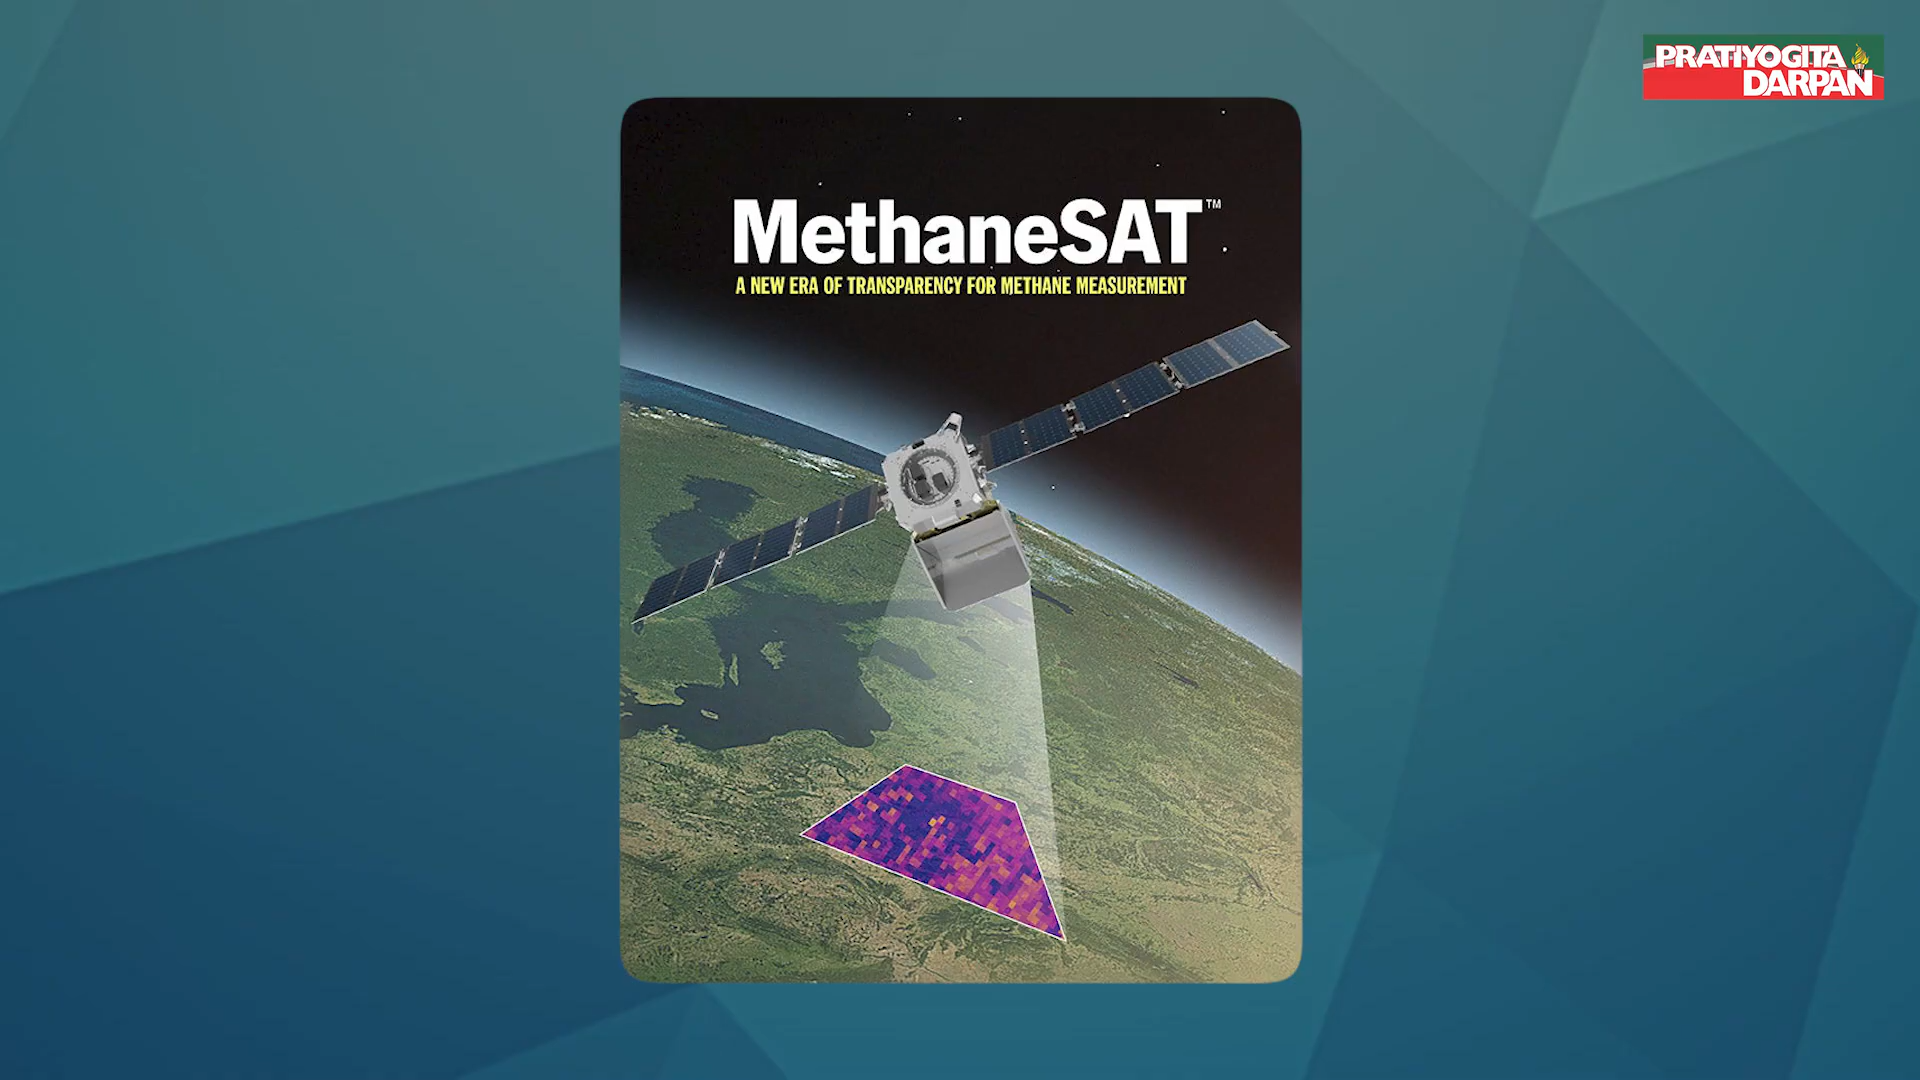 PRATIYOGITA
DARPAN
MethaneSAT™
A NEW ERA OF TRANSPARENCY FOR METHANE MEASUREMENT